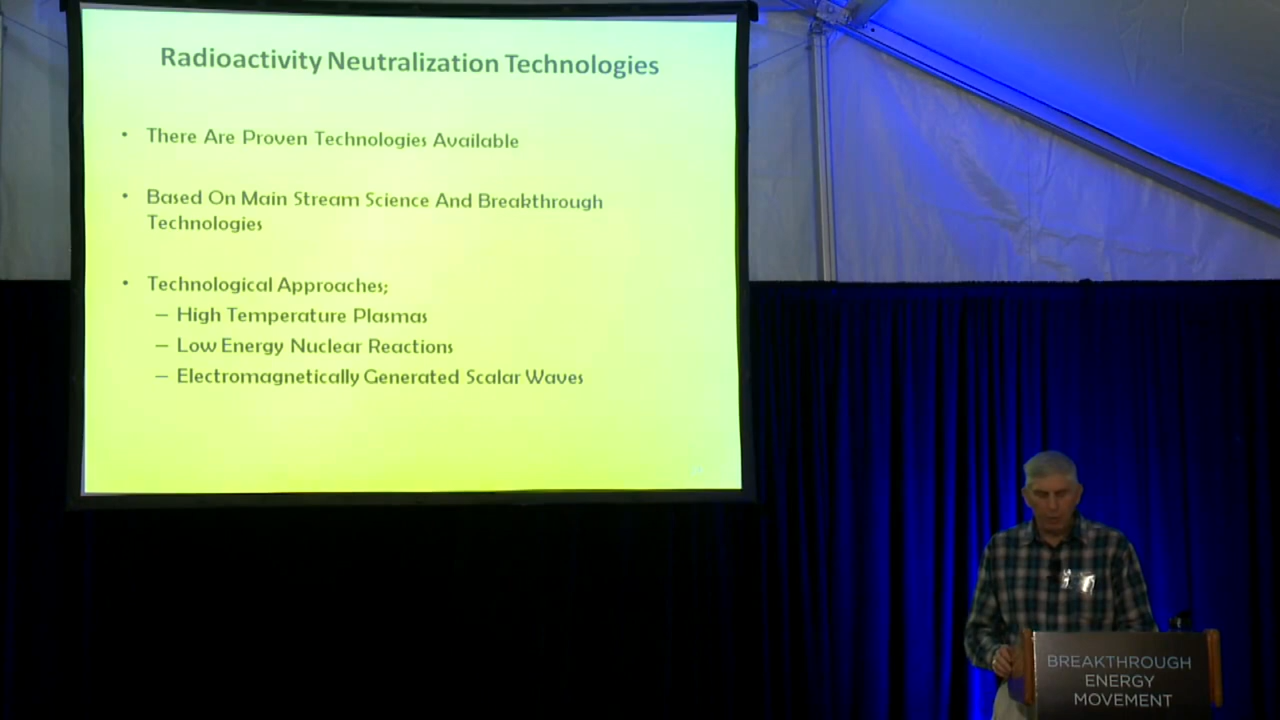 Radioactivity Neutralization Technologies
• There Are Proven Technologies Available
• Based On Main Stream Science And Breakthrough
Technologies
• Technological Approaches;
– High Temperature Plasmas
– Low Energy Nuclear Reactions
– Electromagnetically Generated Scalar Waves
BREAKTHROUGH
ENERGY
MOVEMENT